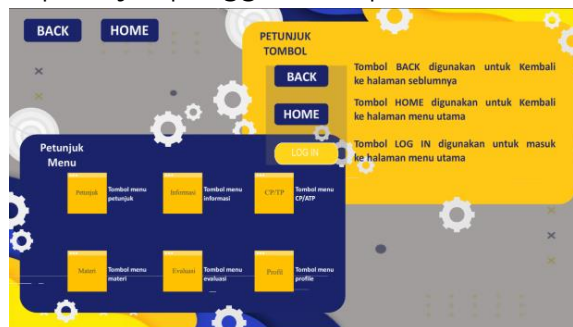 BACK
HOME
PETUNJUK
TOMBOL
BACK
Tombol BACK digunakan untuk Kembali
ke halaman seblumnya
HOME
Tombol HOME digunakan untuk Kembali
ke halaman menu utama
LOG IN
Tombol LOG IN digunakan untuk masuk
ke halaman menu utama
Petunjuk
Menu
Petunjuk
Tombol menu
petunjuk
Informasi
Tombol menu
informasi
CP/TP
Tombol menu
CP/ATP
Materi
Tombol menu
materi
Evaluasi
Tombol menu
evaluasi
Profil
Tombol menu
profile